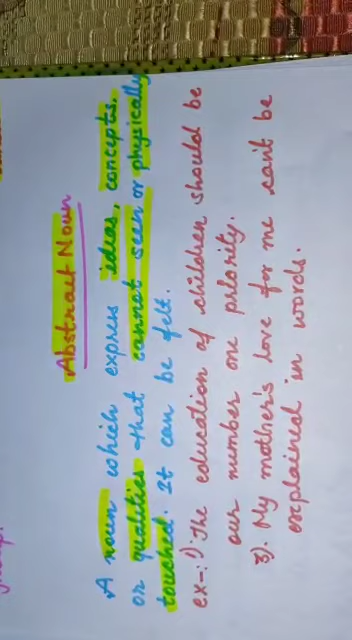 Abstract Noun
A noun which express ideas, concepts,
or qualities that cannot seen or physically
touched. It can be felt.
ex-:1) The education of children should be
our number one priority.
3). My mother's love for me can't be
explained in words.